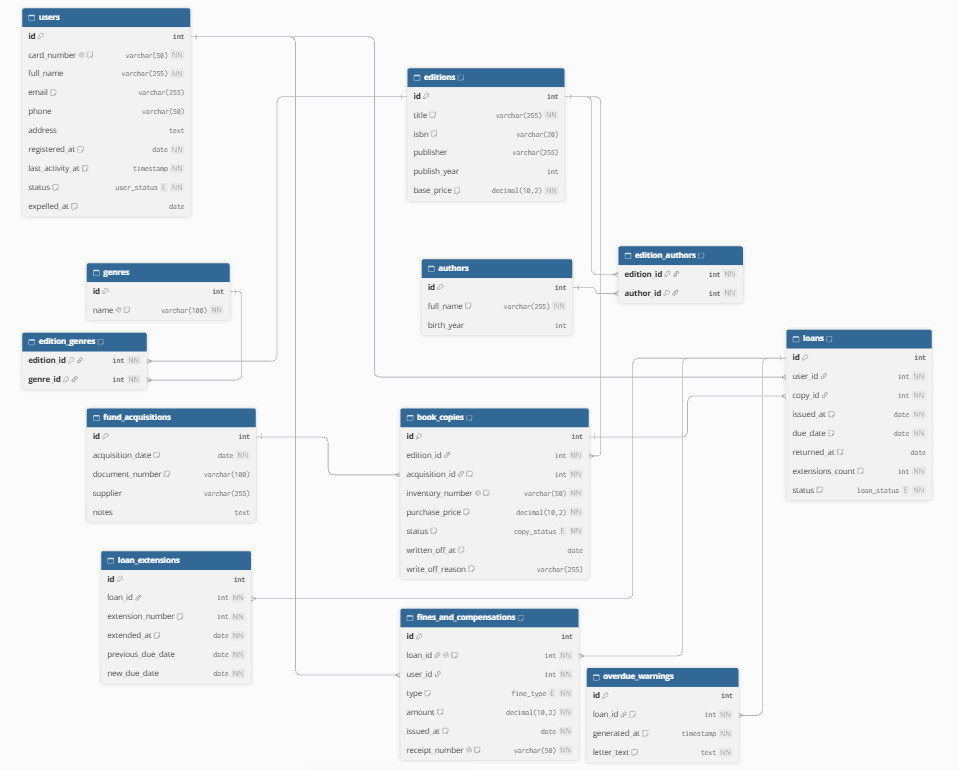 users
id int
card_number varchar(50) NN
full_name varchar(255) NN
email varchar(255)
phone varchar(50)
address text
registered_at date NN
last_activity_at timestamp NN
status user_status E NN
expelled_at date
editions
id int
title varchar(255) NN
isbn varchar(20)
publisher varchar(255)
publish_year int
base_price decimal(10,2) NN
genres
id int
name varchar(100) NN
authors
id int
full_name varchar(255) NN
birth_year int
edition_authors
edition_id int NN
author_id int NN
edition_genres
edition_id int NN
genre_id int NN
loans
id int
user_id int NN
copy_id int NN
issued_at date NN
due_date date NN
returned_at date
extensions_count int NN
status loan_status E NN
fund_acquisitions
id int
acquisition_date date NN
document_number varchar(100)
supplier varchar(255)
notes text
book_copies
id int
edition_id int NN
acquisition_id int NN
inventory_number varchar(50) NN
purchase_price decimal(10,2) NN
status copy_status E NN
written_off_at date
write_off_reason varchar(255)
loan_extensions
id int
loan_id int NN
extension_number int NN
extended_at date NN
previous_due_date date NN
new_due_date date NN
fines_and_compensations
id int
loan_id int NN
user_id int NN
type fine_type E NN
amount decimal(10,2) NN
issued_at date NN
receipt_number varchar(50) NN
overdue_warnings
id int
loan_id int NN
generated_at timestamp NN
letter_text text NN